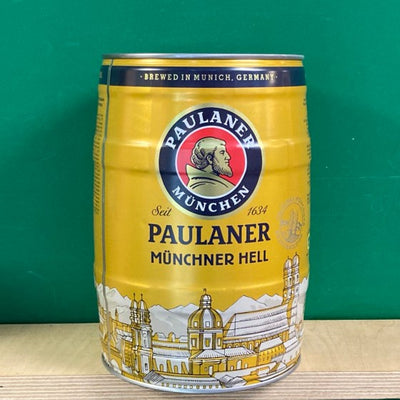 • BREWED IN MUNICH, GERMANY •
PAULANER
MÜNCHEN
Seit 1634
PAULANER
MÜNCHNER HELL